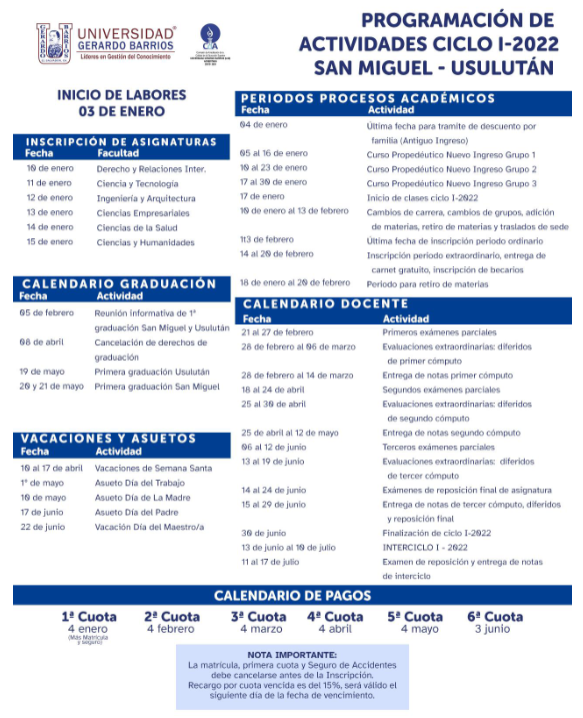 UNIVERSIDAD
GERARDO BARRIOS
Líderes en Gestión del Conocimiento
PROGRAMACIÓN DE
ACTIVIDADES CICLO I-2022
SAN MIGUEL - USULUTÁN
INICIO DE LABORES
03 DE ENERO
INSCRIPCIÓN DE ASIGNATURAS
Fecha Facultad
10 de enero Derecho y Relaciones Inter.
11 de enero Ciencia y Tecnología
12 de enero Ingeniería y Arquitectura
13 de enero Ciencias Empresariales
14 de enero Ciencias de la Salud
15 de enero Ciencias y Humanidades
CALENDARIO GRADUACIÓN
Fecha Actividad
05 de febrero Reunión informativa de 1ª
graduación San Miguel y Usulután
08 de abril Cancelación de derechos de
graduación
19 de mayo Primera graduación Usulután
20 y 21 de mayo Primera graduación San Miguel
VACACIONES Y ASUETOS
Fecha Actividad
10 al 17 de abril Vacaciones de Semana Santa
1º de mayo Asueto Día del Trabajo
10 de mayo Asueto Día de La Madre
17 de junio Asueto Día del Padre
22 de junio Vacación Día del Maestro/a
PERIODOS PROCESOS ACADÉMICOS
Fecha Actividad
04 de enero Última fecha para tramite de descuento por
familia (Antiguo Ingreso)
05 al 16 de enero Curso Propedéutico Nuevo Ingreso Grupo 1
10 al 23 de enero Curso Propedéutico Nuevo Ingreso Grupo 2
17 al 30 de enero Curso Propedéutico Nuevo Ingreso Grupo 3
17 de enero Inicio de clases ciclo I-2022
10 de enero al 13 de febrero Cambios de carrera, cambios de grupos, adición
de materias, retiro de materias y traslados de sede
113 de febrero Última fecha de inscripción periodo ordinario
14 al 20 de febrero Inscripción periodo extraordinario, entrega de
carnet gratuito, inscripción de becarios
18 de enero al 20 de febrero Periodo para retiro de materias
CALENDARIO DOCENTE
Fecha Actividad
21 al 27 de febrero Primeros exámenes parciales
28 de febrero al 06 de marzo Evaluaciones extraordinarias: diferidos
de primer cómputo
28 de febrero al 14 de marzo Entrega de notas primer cómputo
18 al 24 de abril Segundos exámenes parciales
25 al 30 de abril Evaluaciones extraordinarias: diferidos
de segundo cómputo
25 de abril al 12 de mayo Entrega de notas segundo cómputo
06 al 12 de junio Terceros exámenes parciales
13 al 19 de junio Evaluaciones extraordinarias: diferidos
de tercer cómputo
14 al 24 de junio Exámenes de reposición final de asignatura
15 al 29 de junio Entrega de notas de tercer cómputo, diferidos
y reposición final
30 de junio Finalización de ciclo I-2022
13 de junio al 10 de julio INTERCICLO I - 2022
11 al 17 de julio Examen de reposición y entrega de notas
de interciclo
CALENDARIO DE PAGOS
1ª Cuota 2ª Cuota 3ª Cuota 4ª Cuota 5ª Cuota 6ª Cuota
4 enero 4 febrero 4 marzo 4 abril 4 mayo 3 junio
(Más Matricula
y Seguro)
NOTA IMPORTANTE:
La matricula, primera cuota y Seguro de Accidentes
debe cancelarse antes de la Inscripción.
Recargo por cuota vencida es del 15%, será válido el
siguiente día de la fecha de vencimiento.